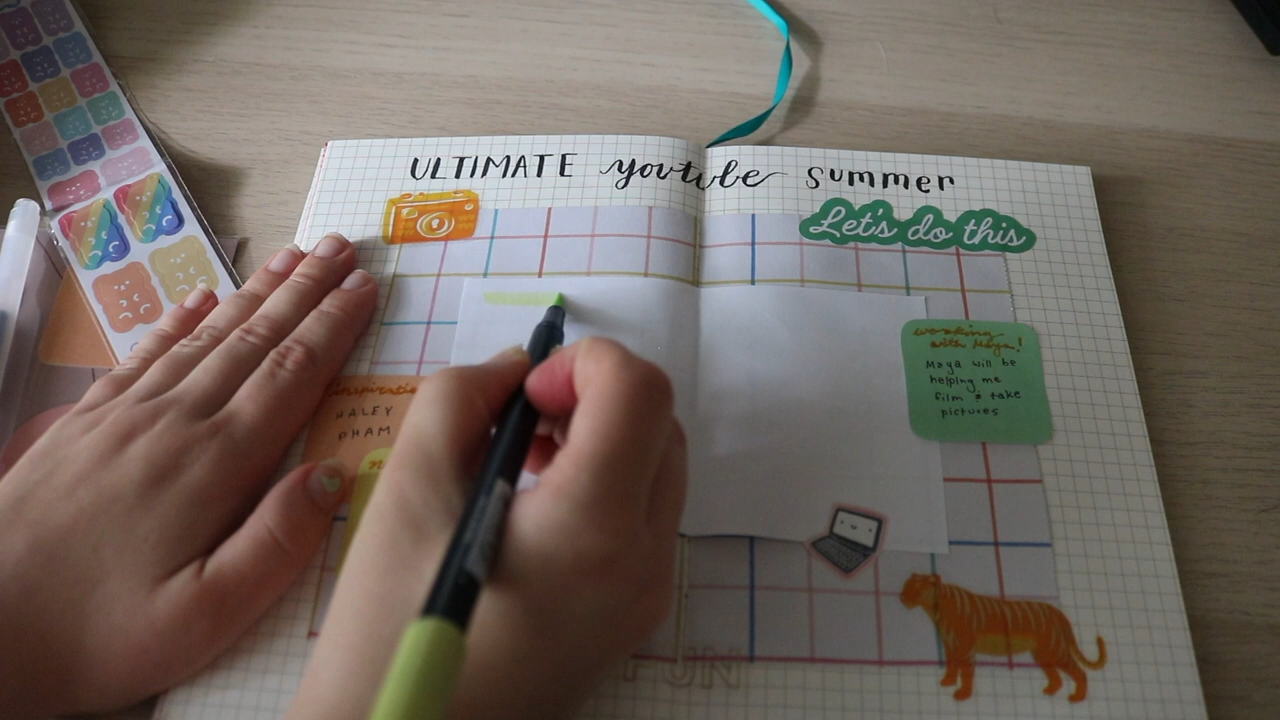 ULTIMATE youtube summer
Let's do this
working
with Maya!
Maya will be
helping me
film & take
pictures
inspiratio
HALEY
PHAM
FUN